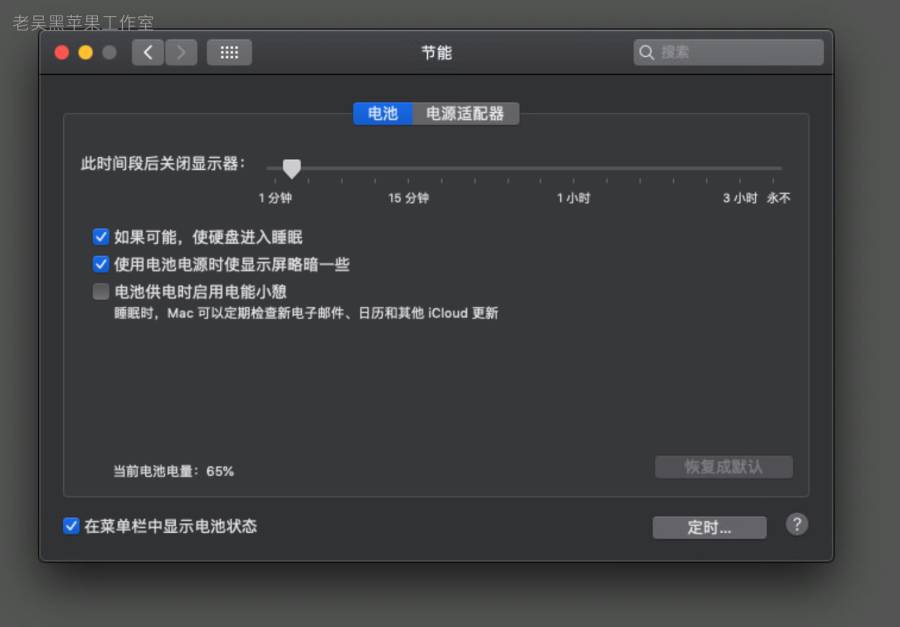 老吴黑苹果工作室
节能
搜索
电池 电源适配器
此时间段后关闭显示器：
1 分钟 15 分钟 1 小时 3 小时 永不
如果可能，使硬盘进入睡眠
使用电池电源时使显示屏略暗一些
电池供电时启用电能小憩
睡眠时，Mac 可以定期检查新电子邮件、日历和其他 iCloud 更新
当前电池电量：65%
恢复成默认
在菜单栏中显示电池状态
定时...
?